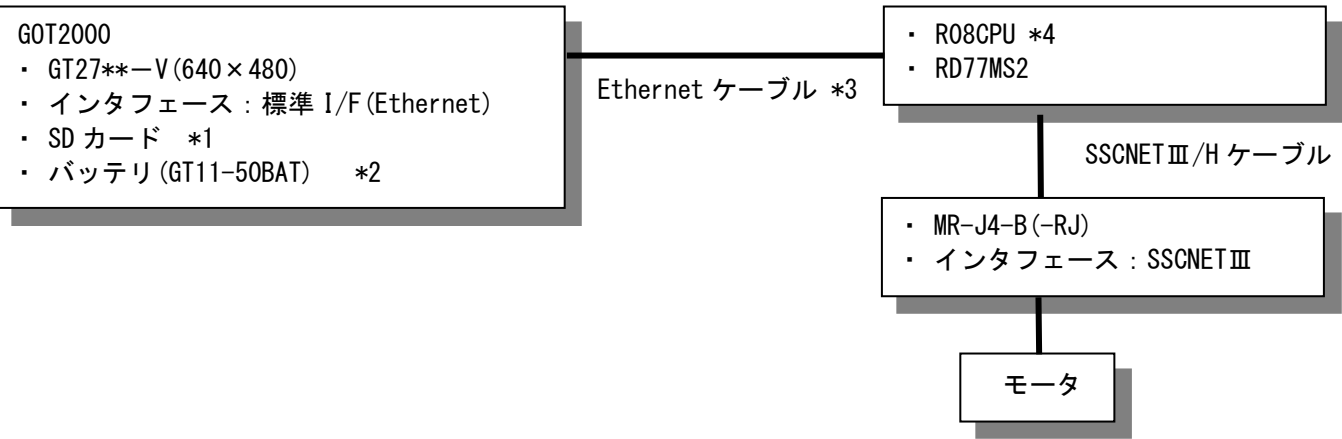 GOT2000
・ GT27**－V(640×480)
・ インタフェース：標準 I/F(Ethernet)
・ SD カード *1
・ バッテリ(GT11-50BAT) *2
Ethernet ケーブル *3
・ R08CPU *4
・ RD77MS2
SSCNETⅢ/H ケーブル
・ MR-J4-B(-RJ)
・ インタフェース：SSCNETⅢ
モータ